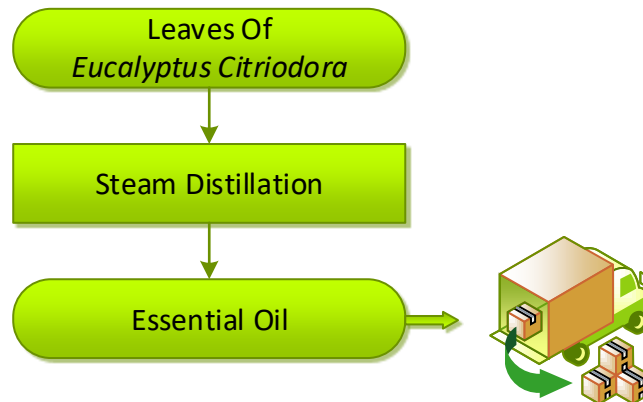 Leaves Of
Eucalyptus Citriodora
Steam Distillation
Essential Oil